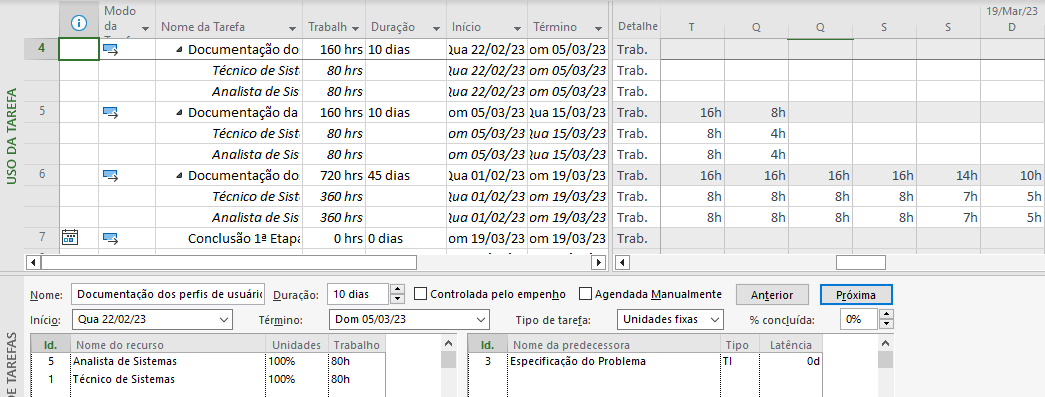 19/Mar/23
Modo da Tarefa Nome da Tarefa Trabalh Duração Início Término Detalhe T Q Q S S D
4 Documentação do: 160 hrs 10 dias Qua 22/02/23 om 05/03/23 Trab.
Técnico de Sist 80 hrs Qua 22/02/23 om 05/03/23 Trab.
Analista de Sis 80 hrs Qua 22/02/23 om 05/03/23 Trab.
5 Documentação da 160 hrs 10 dias om 05/03/23 Qua 15/03/23 Trab. 16h 8h
Técnico de Sist 80 hrs om 05/03/23 Qua 15/03/23 Trab. 8h 4h
Analista de Sis 80 hrs om 05/03/23 Qua 15/03/23 Trab. 8h 4h
6 Documentação do: 720 hrs 45 dias Qua 01/02/23 om 19/03/23 Trab. 16h 16h 16h 16h 14h 10h
Técnico de Sist 360 hrs Qua 01/02/23 om 19/03/23 Trab. 8h 8h 8h 8h 7h 5h
Analista de Sis 360 hrs Qua 01/02/23 om 19/03/23 Trab. 8h 8h 8h 8h 7h 5h
7 Conclusão 1ª Etapa 0 hrs 0 dias om 19/03/23 om 19/03/23 Trab.
USO DA TAREFA
Nome: Documentação dos perfis de usuário Duração: 10 dias Controlada pelo empenho Agendada Manualmente Anterior Próxima
Início: Qua 22/02/23 Término: Dom 05/03/23 Tipo de tarefa: Unidades fixas % concluída: 0%
Id. Nome do recurso Unidades Trabalho Id. Nome da predecessora Tipo Latência
5 Analista de Sistemas 100% 80h 3 Especificação do Problema TI 0d
1 Técnico de Sistemas 100% 80h
DE TAREFAS